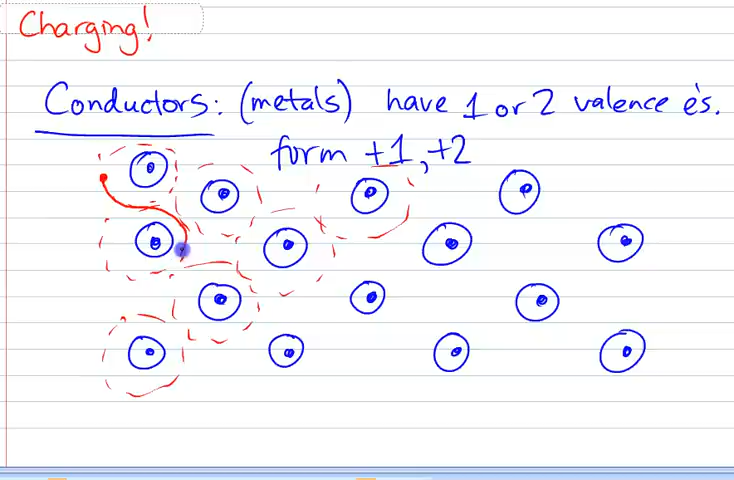 Charging!
Conductors: (metals) have 1 or 2 valence e's.
form +1, +2